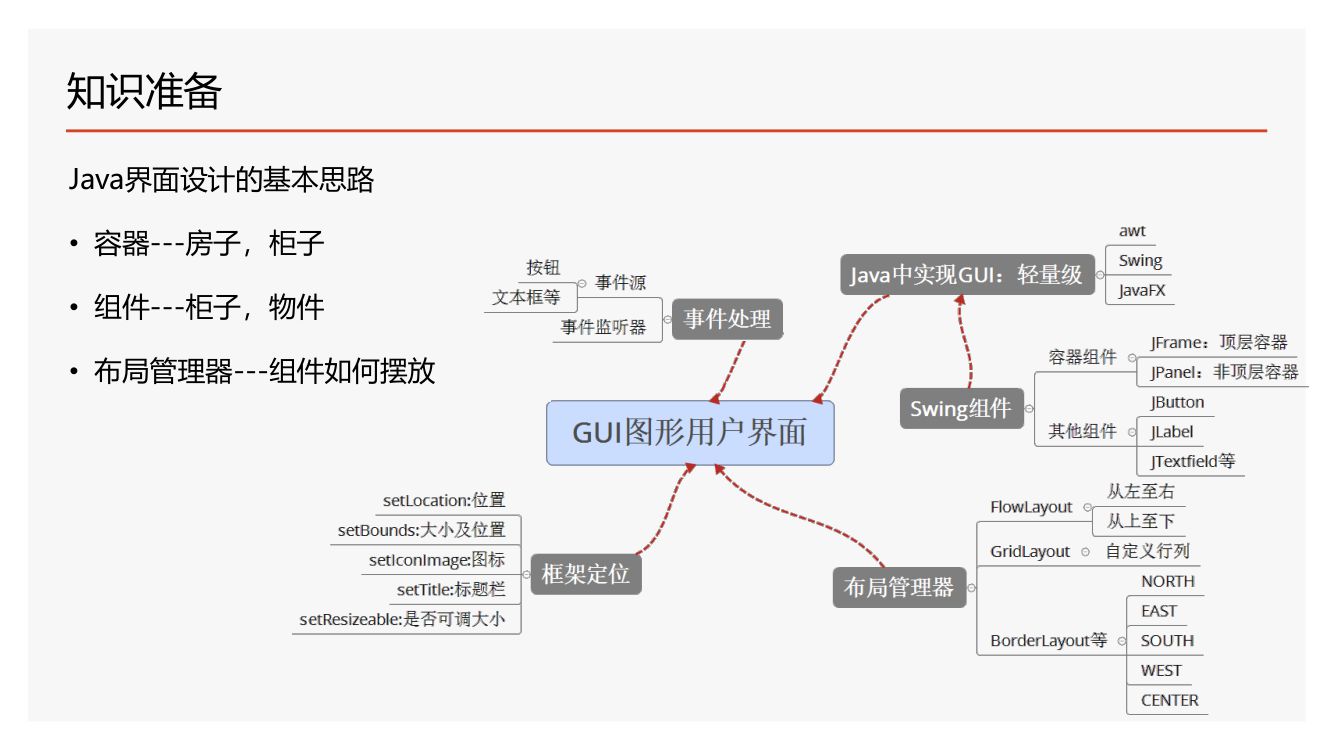 知识准备
Java界面设计的基本思路
• 容器---房子，柜子
• 组件---柜子，物件
• 布局管理器---组件如何摆放
按钮
文本框等
事件源
事件监听器
事件处理
Java中实现GUI：轻量级
awt
Swing
JavaFX
Swing组件
容器组件
JFrame：顶层容器
JPanel：非顶层容器
其他组件
JButton
JLabel
JTextfield等
GUI图形用户界面
setLocation:位置
setBounds:大小及位置
setIconImage:图标
setTitle:标题栏
setResizeable:是否可调大小
框架定位
布局管理器
FlowLayout
从左至右
从上至下
GridLayout
自定义行列
BorderLayout等
NORTH
EAST
SOUTH
WEST
CENTER